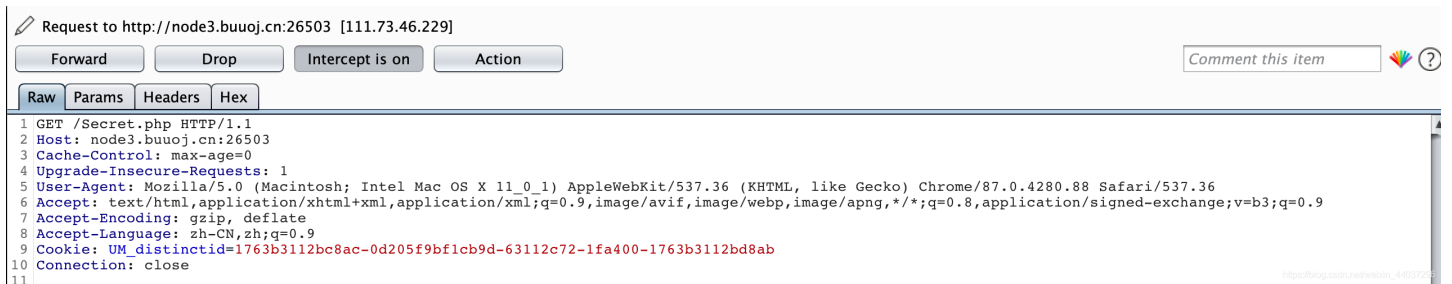 Request to http://node3.buuoj.cn:26503 [111.73.46.229]
Forward Drop Intercept is on Action Comment this item ?
Raw Params Headers Hex
1 GET /Secret.php HTTP/1.1
2 Host: node3.buuoj.cn:26503
3 Cache-Control: max-age=0
4 Upgrade-Insecure-Requests: 1
5 User-Agent: Mozilla/5.0 (Macintosh; Intel Mac OS X 11_0_1) AppleWebKit/537.36 (KHTML, like Gecko) Chrome/87.0.4280.88 Safari/537.36
6 Accept: text/html,application/xhtml+xml,application/xml;q=0.9,image/avif,image/webp,image/apng,*/*;q=0.8,application/signed-exchange;v=b3;q=0.9
7 Accept-Encoding: gzip, deflate
8 Accept-Language: zh-CN,zh;q=0.9
9 Cookie: UM_distinctid=1763b3112bc8ac-0d205f9bf1cb9d-63112c72-1fa400-1763b3112bd8ab
10 Connection: close
11